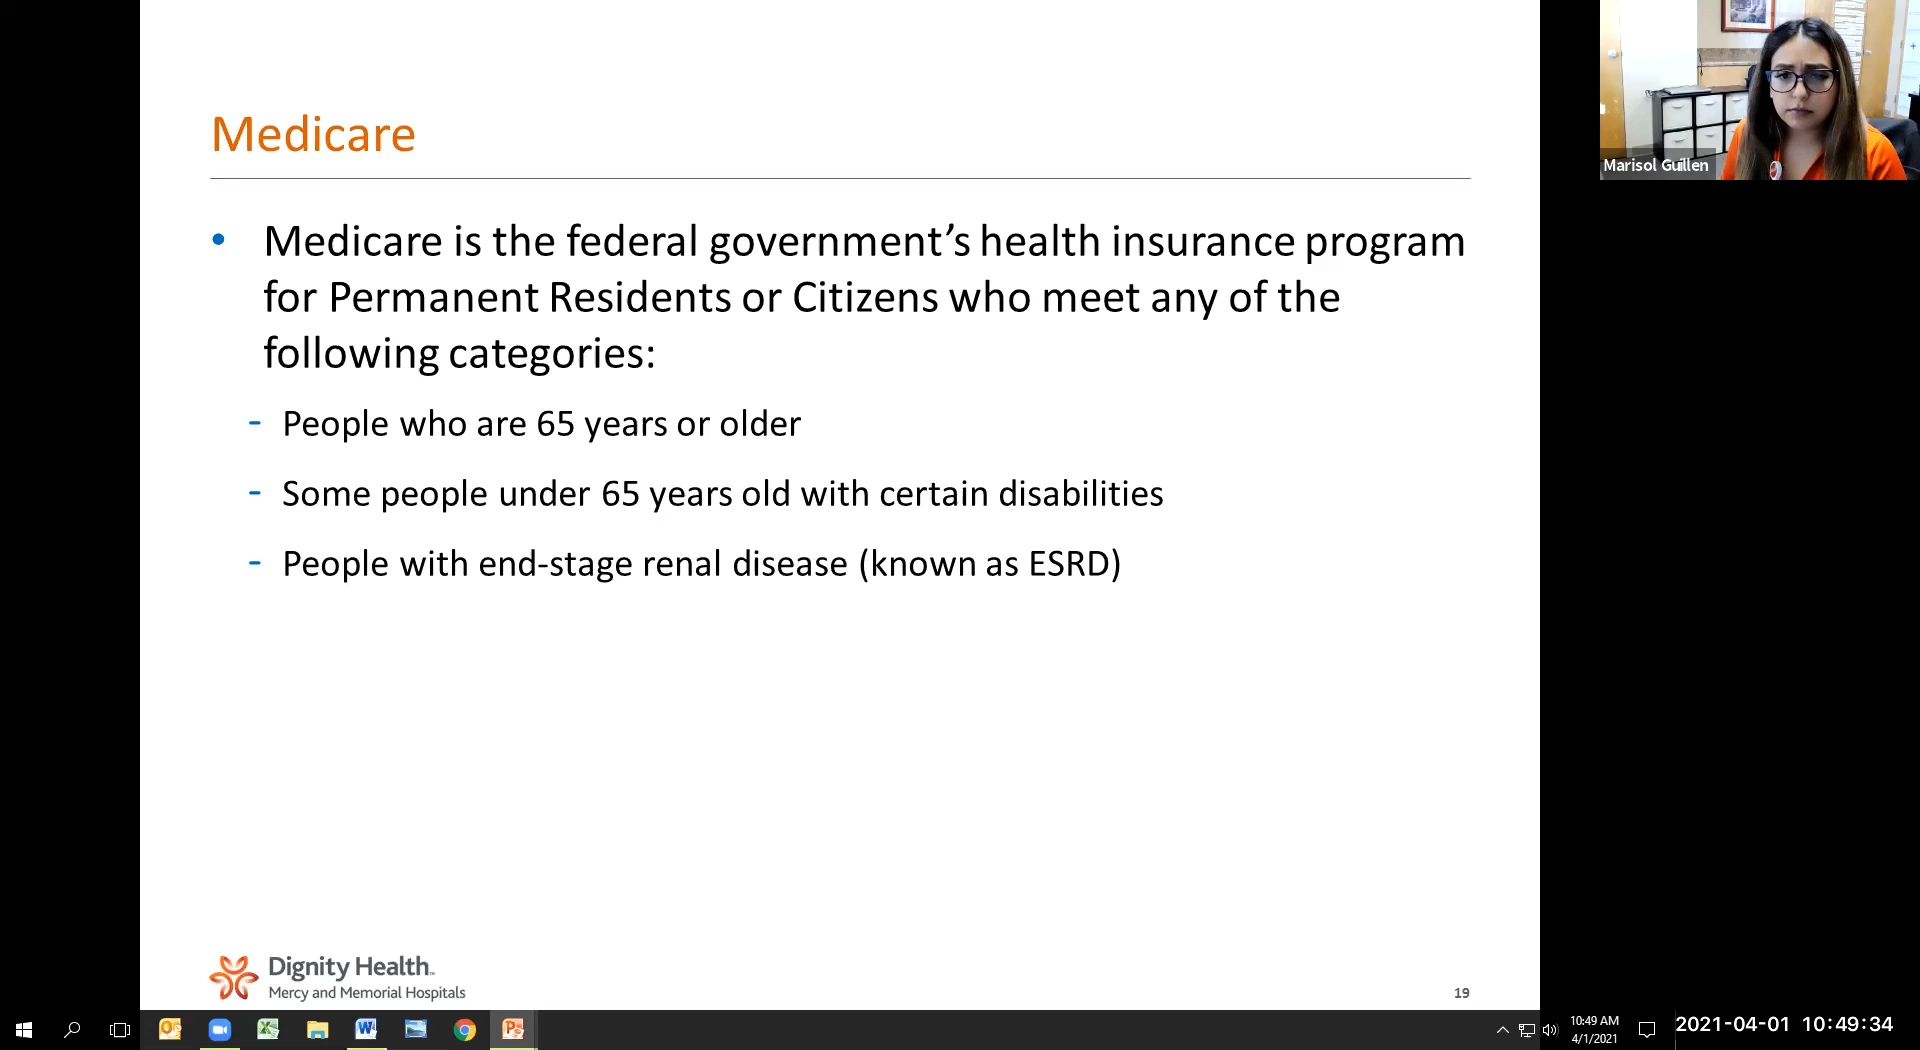 Medicare
• Medicare is the federal government’s health insurance program
for Permanent Residents or Citizens who meet any of the
following categories:
- People who are 65 years or older
- Some people under 65 years old with certain disabilities
- People with end-stage renal disease (known as ESRD)
Dignity Health™
Mercy and Memorial Hospitals
19
Marisol Guillen
10:49 AM
4/1/2021
2021-04-01 10:49:34